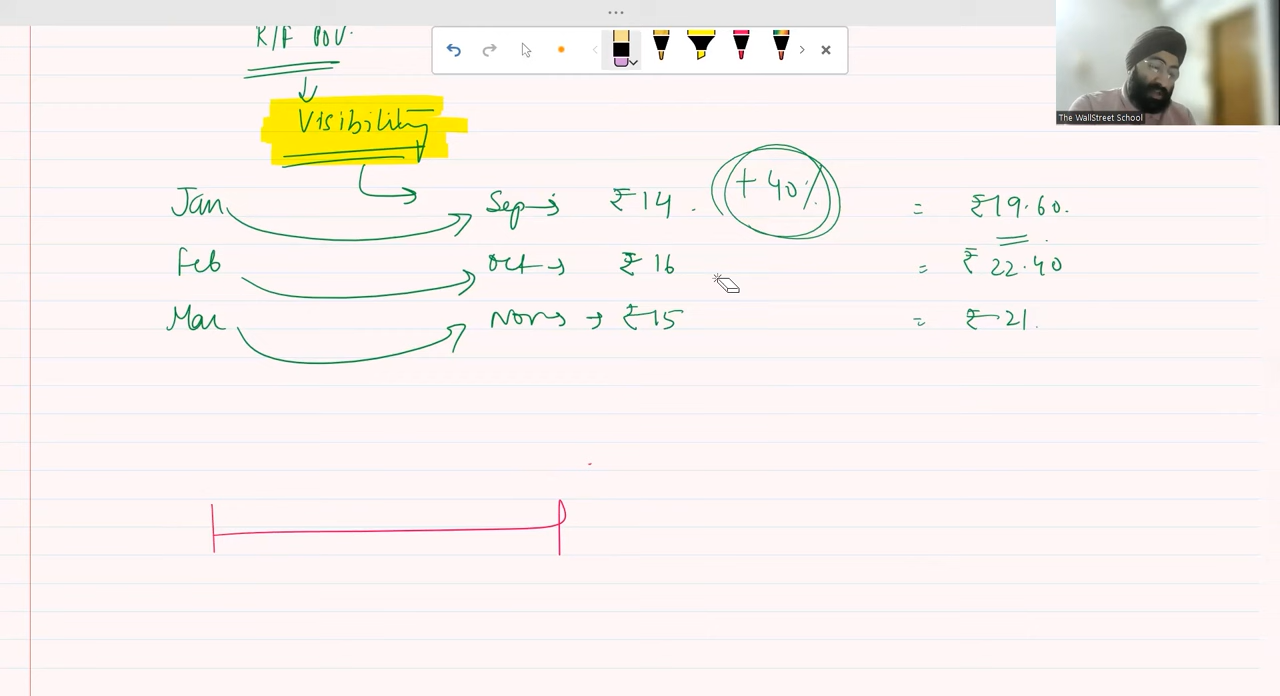 R/F Pov.
Visibility
Jan Sep → ₹ 14 . + 40% = ₹ 19.60.
Feb Oct → ₹ 16 = ₹ 22.40
Mar Nov → → ₹ 15 = ₹ 21.
The WallStreet School